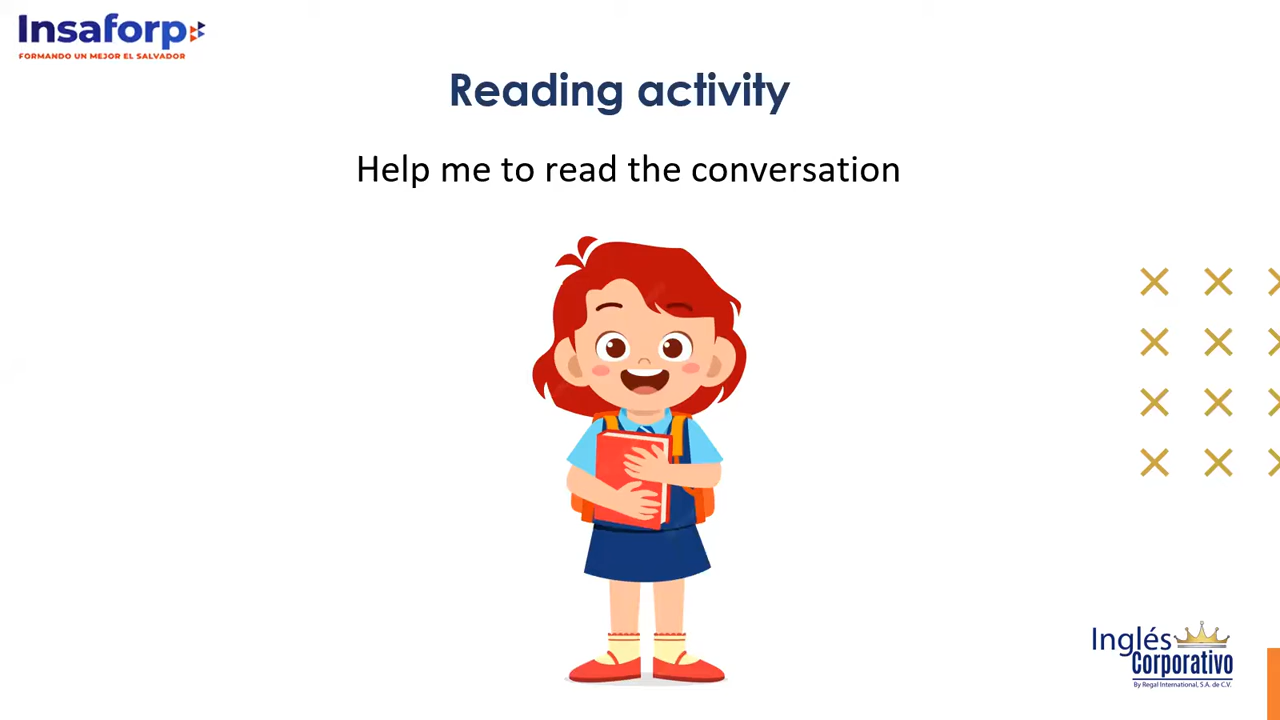 Insaforp
FORMANDO UN MEJOR EL SALVADOR
Reading activity
Help me to read the conversation
Inglés
Corporativo
By Regal International, S.A. de C.V.